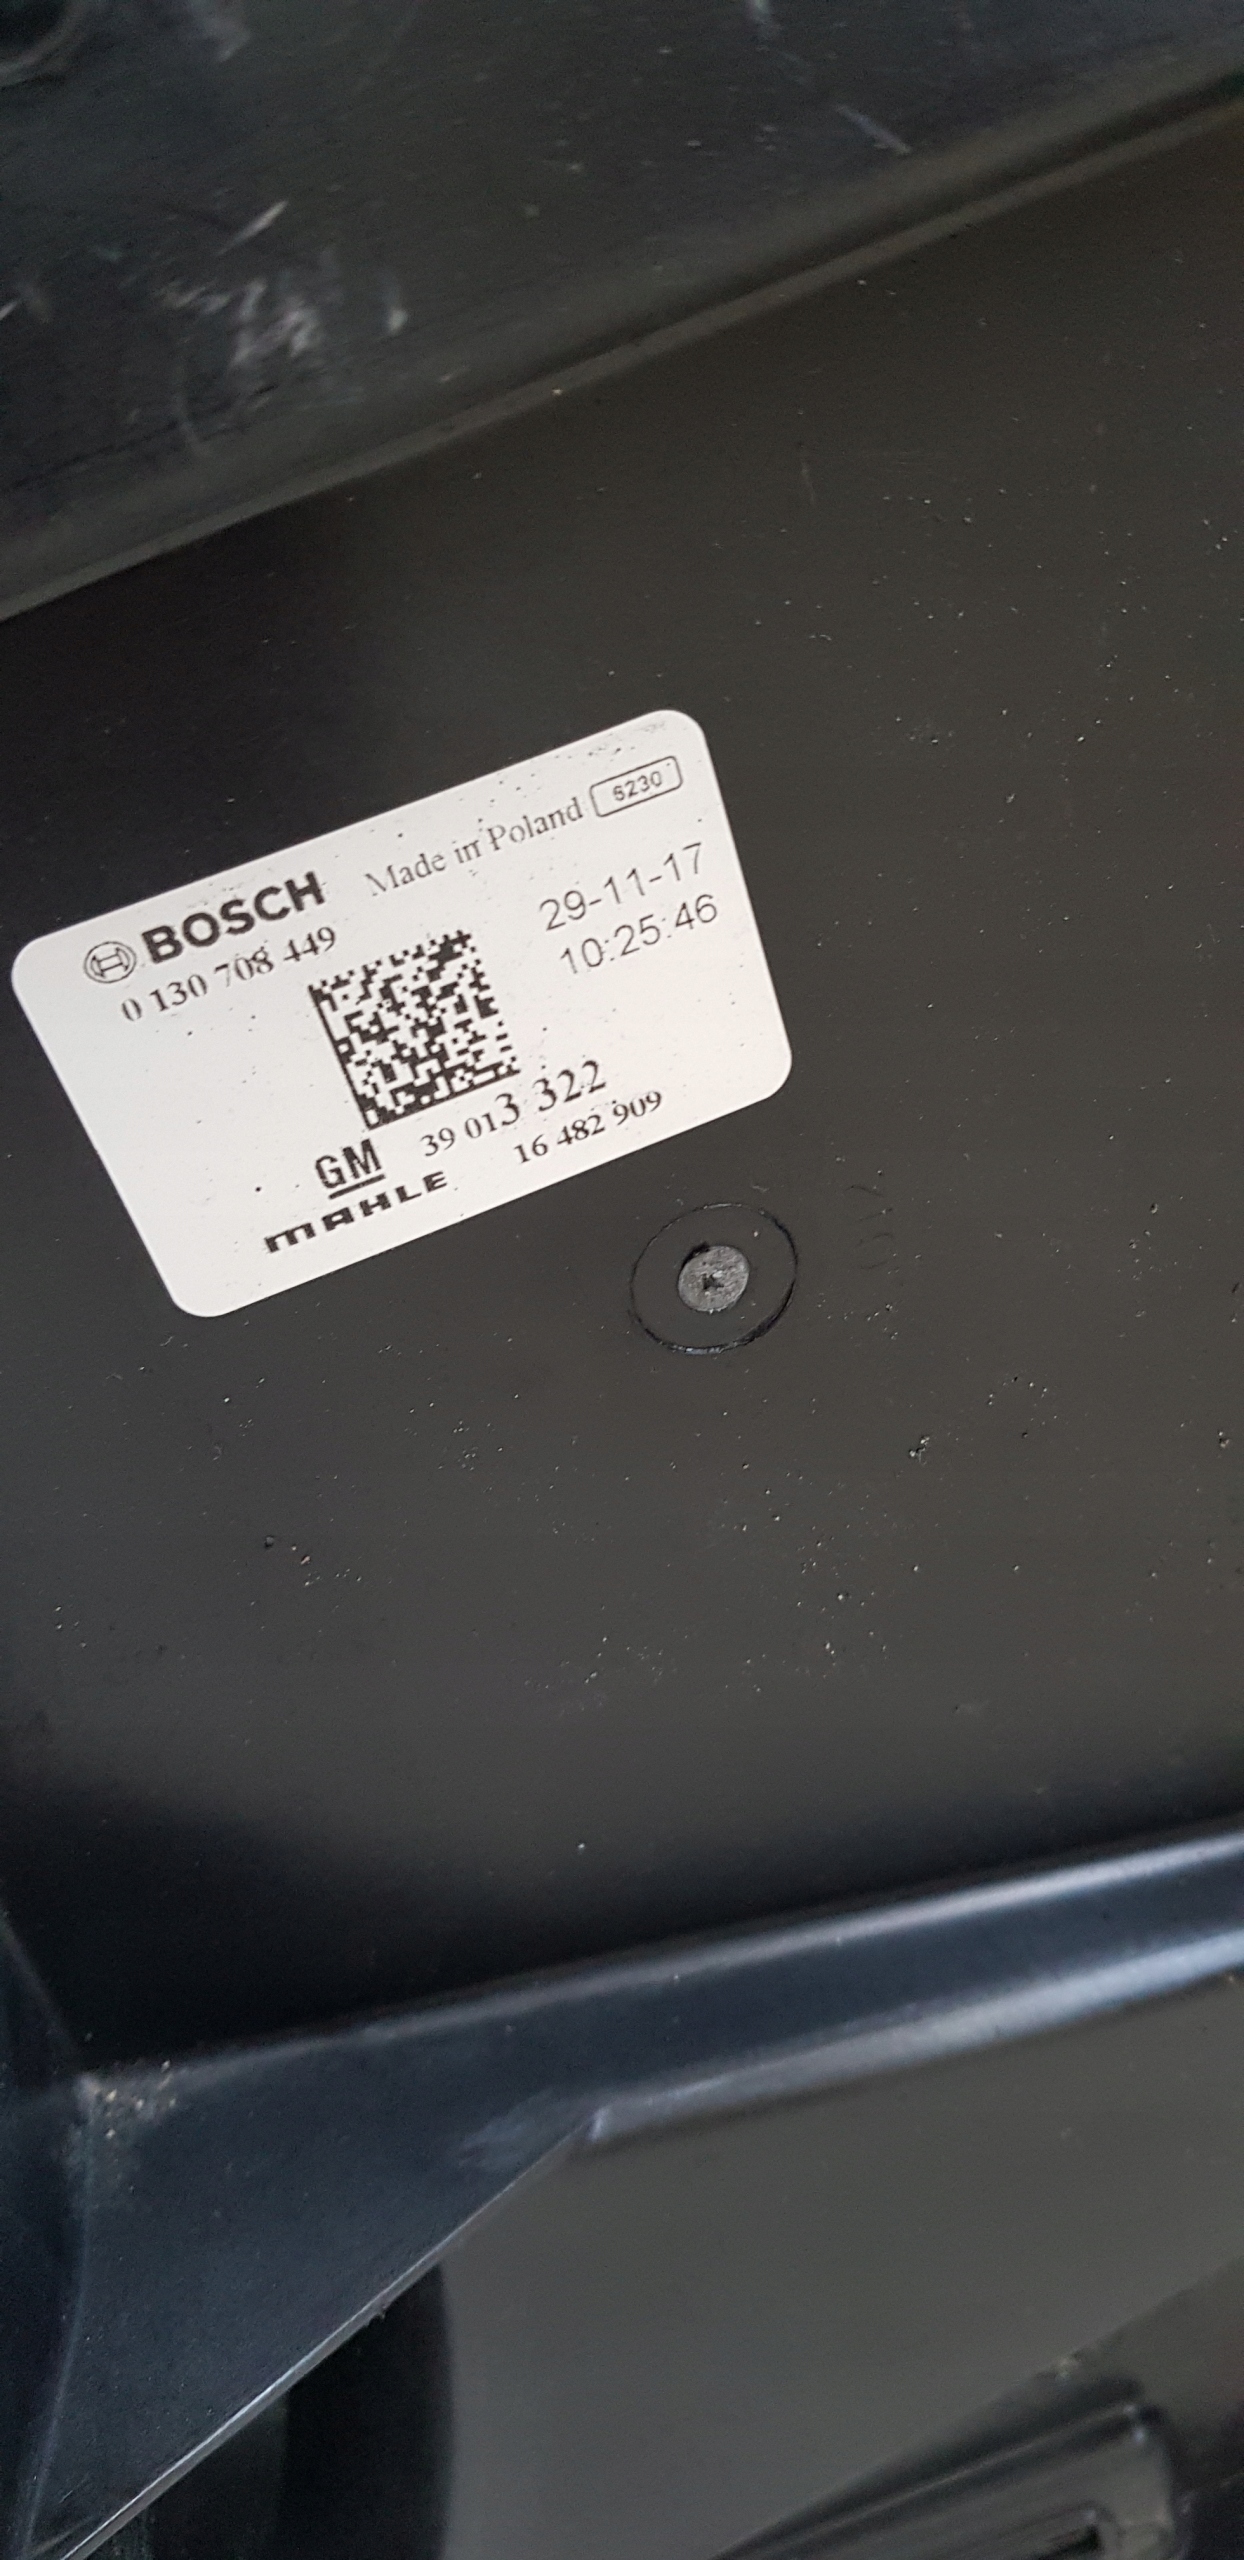 BOSCH Made in Poland 6230
0 130 708 449
29-11-17
10:25:46
GM 39 013 322
MAHLE 16 482 909